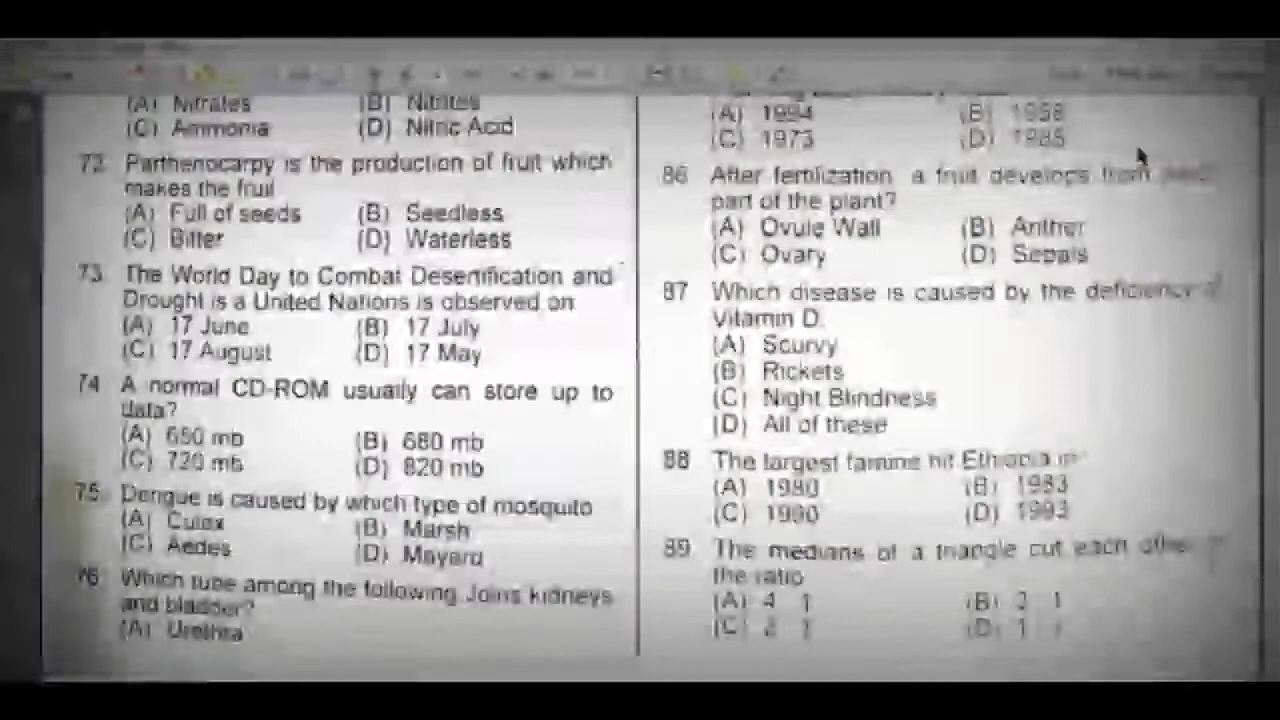 (A) Nitrates (B) Nitrites
(C) Ammonia (D) Nitric Acid
72. Parthenocarpy is the production of fruit which
makes the fruit
(A) Full of seeds (B) Seedless
(C) Bitter (D) Waterless
73. The World Day to Combat Desertification and
Drought is a United Nations is observed on
(A) 17 June (B) 17 July
(C) 17 August (D) 17 May
74 A normal CD-ROM usually can store up to
data?
(A) 650 mb (B) 680 mb
(C) 720 mb (D) 820 mb
75. Dengue is caused by which type of mosquito
(A) Culex (B) Marsh
(C) Aedes (D) Mayaro
76 Which tube among the following Joins kidneys
and bladder?
(A) Urethra
(A) 1994 (B)
(C) 1973 (D) 1985
86 After fertilization a fruit develops from
part of the plant?
(A) Ovule Wall (B) Anther
(C) Ovary (D) Sepals
87 Which disease is caused by the deficiency
Vitamin D.
(A) Scurvy
(B) Rickets
(C) Night Blindness
(D) All of these
88 The largest famine hit Ethiopia in
(A) 1980 (B) 1983
(C) 1990 (D) 1993
89 The medians of a triangle cut each other
the ratio
(A) 4 1 (B) 1
(C) 1 (D) 1